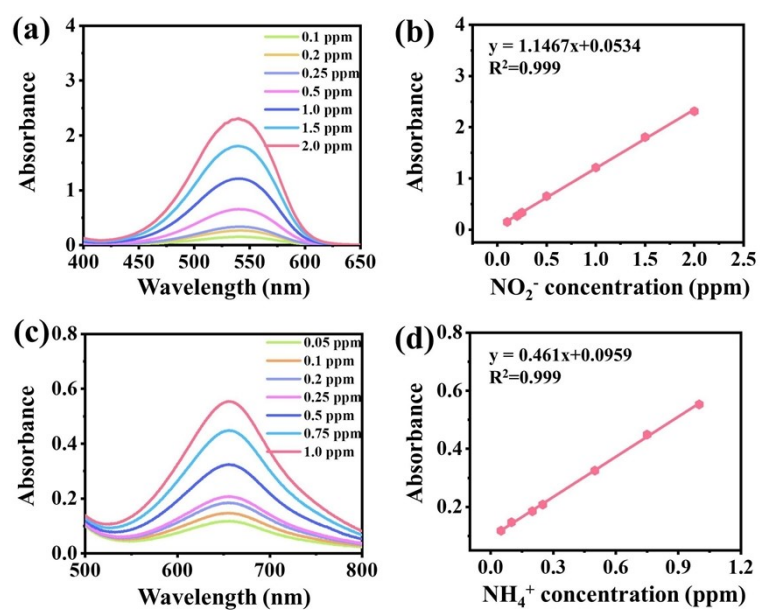 (a)
4
3
2
1
0
Absorbance
400 450 500 550 600 650
Wavelength (nm)
0.1 ppm
0.2 ppm
0.25 ppm
0.5 ppm
1.0 ppm
1.5 ppm
2.0 ppm
(b)
4
3
2
1
0
Absorbance
y = 1.1467x+0.0534
R²=0.999
0.0 0.5 1.0 1.5 2.0 2.5
NO₂⁻ concentration (ppm)
(c)
0.8
0.6
0.4
0.2
0.0
Absorbance
500 600 700 800
Wavelength (nm)
0.05 ppm
0.1 ppm
0.2 ppm
0.25 ppm
0.5 ppm
0.75 ppm
1.0 ppm
(d)
0.8
0.6
0.4
0.2
Absorbance
y = 0.461x+0.0959
R²=0.999
0.0 0.3 0.6 0.9 1.2
NH₄⁺ concentration (ppm)